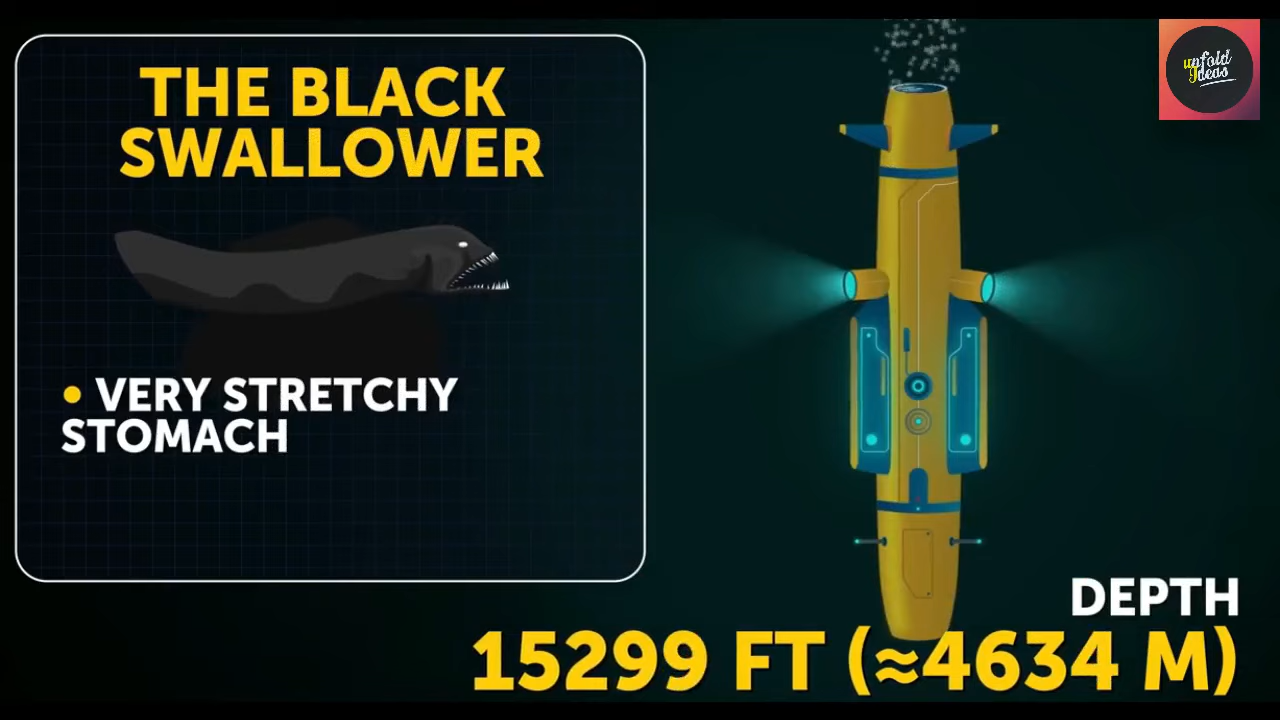 THE BLACK
SWALLOWER
• VERY STRETCHY
STOMACH
unfold
Ideas
DEPTH
15299 FT (≈4634 M)